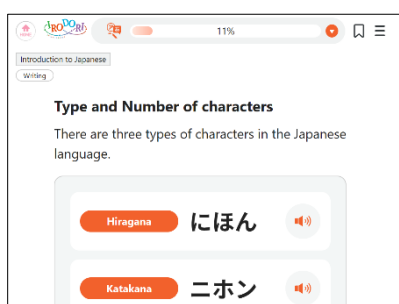 IRODORI
11%
Introduction to Japanese
Writing
Type and Number of characters
There are three types of characters in the Japanese
language.
Hiragana にほん
Katakana ニホン